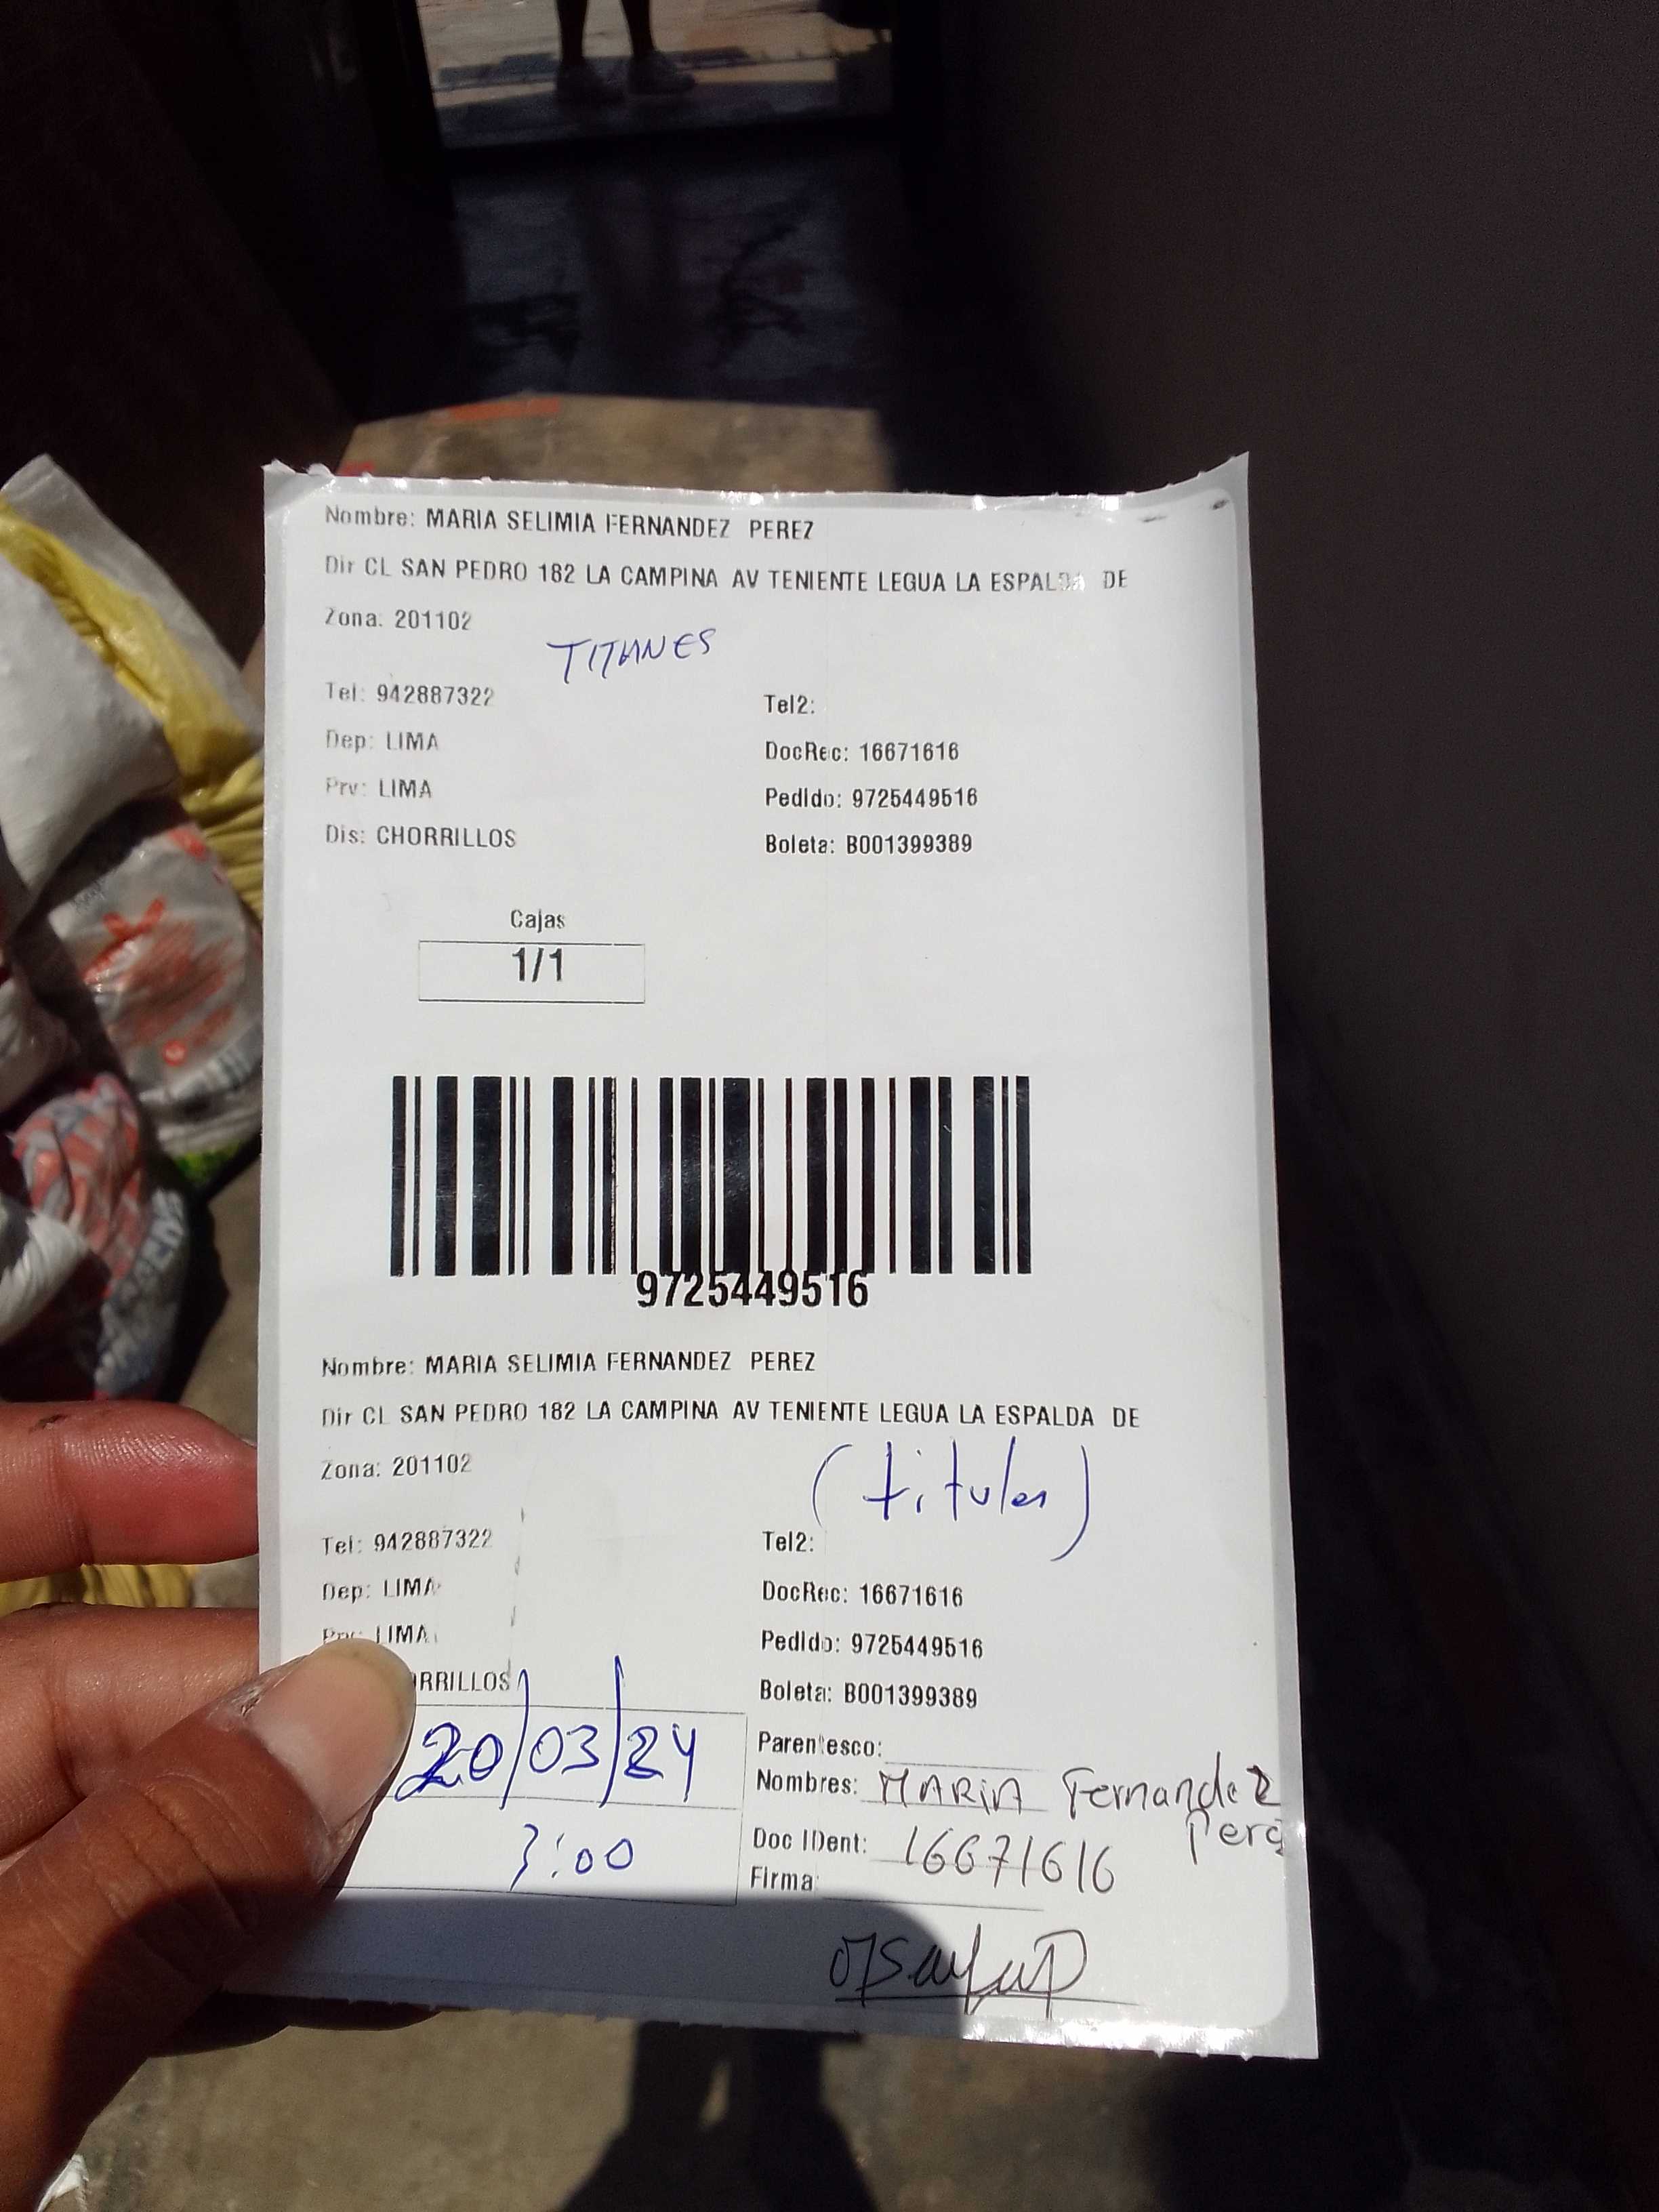 Nombre: MARIA SELIMIA FERNANDEZ PEREZ
Dir CL SAN PEDRO 182 LA CAMPINA AV TENIENTE LEGUA LA ESPALDA DE
Zona: 201102
TITANES
Tel: 942887322 Tel2:
Dep: LIMA DocRec: 16671616
Prv: LIMA Pedido: 9725449516
Dis: CHORRILLOS Boleta: B001399389
Cajas
1/1
9725449516
Nombre: MARIA SELIMIA FERNANDEZ PEREZ
Dir CL SAN PEDRO 182 LA CAMPINA AV TENIENTE LEGUA LA ESPALDA DE
Zona: 201102
(titular)
Tel: 942887322 Tel2:
Dep: LIMA DocRec: 16671616
Prv: LIMA Pedido: 9725449516
ORRILLOS Boleta: B001399389
20/03/24 Parentesco:
Nombres: MARIA Fernandez
3:00 Doc IDent: 16671616
Firma: